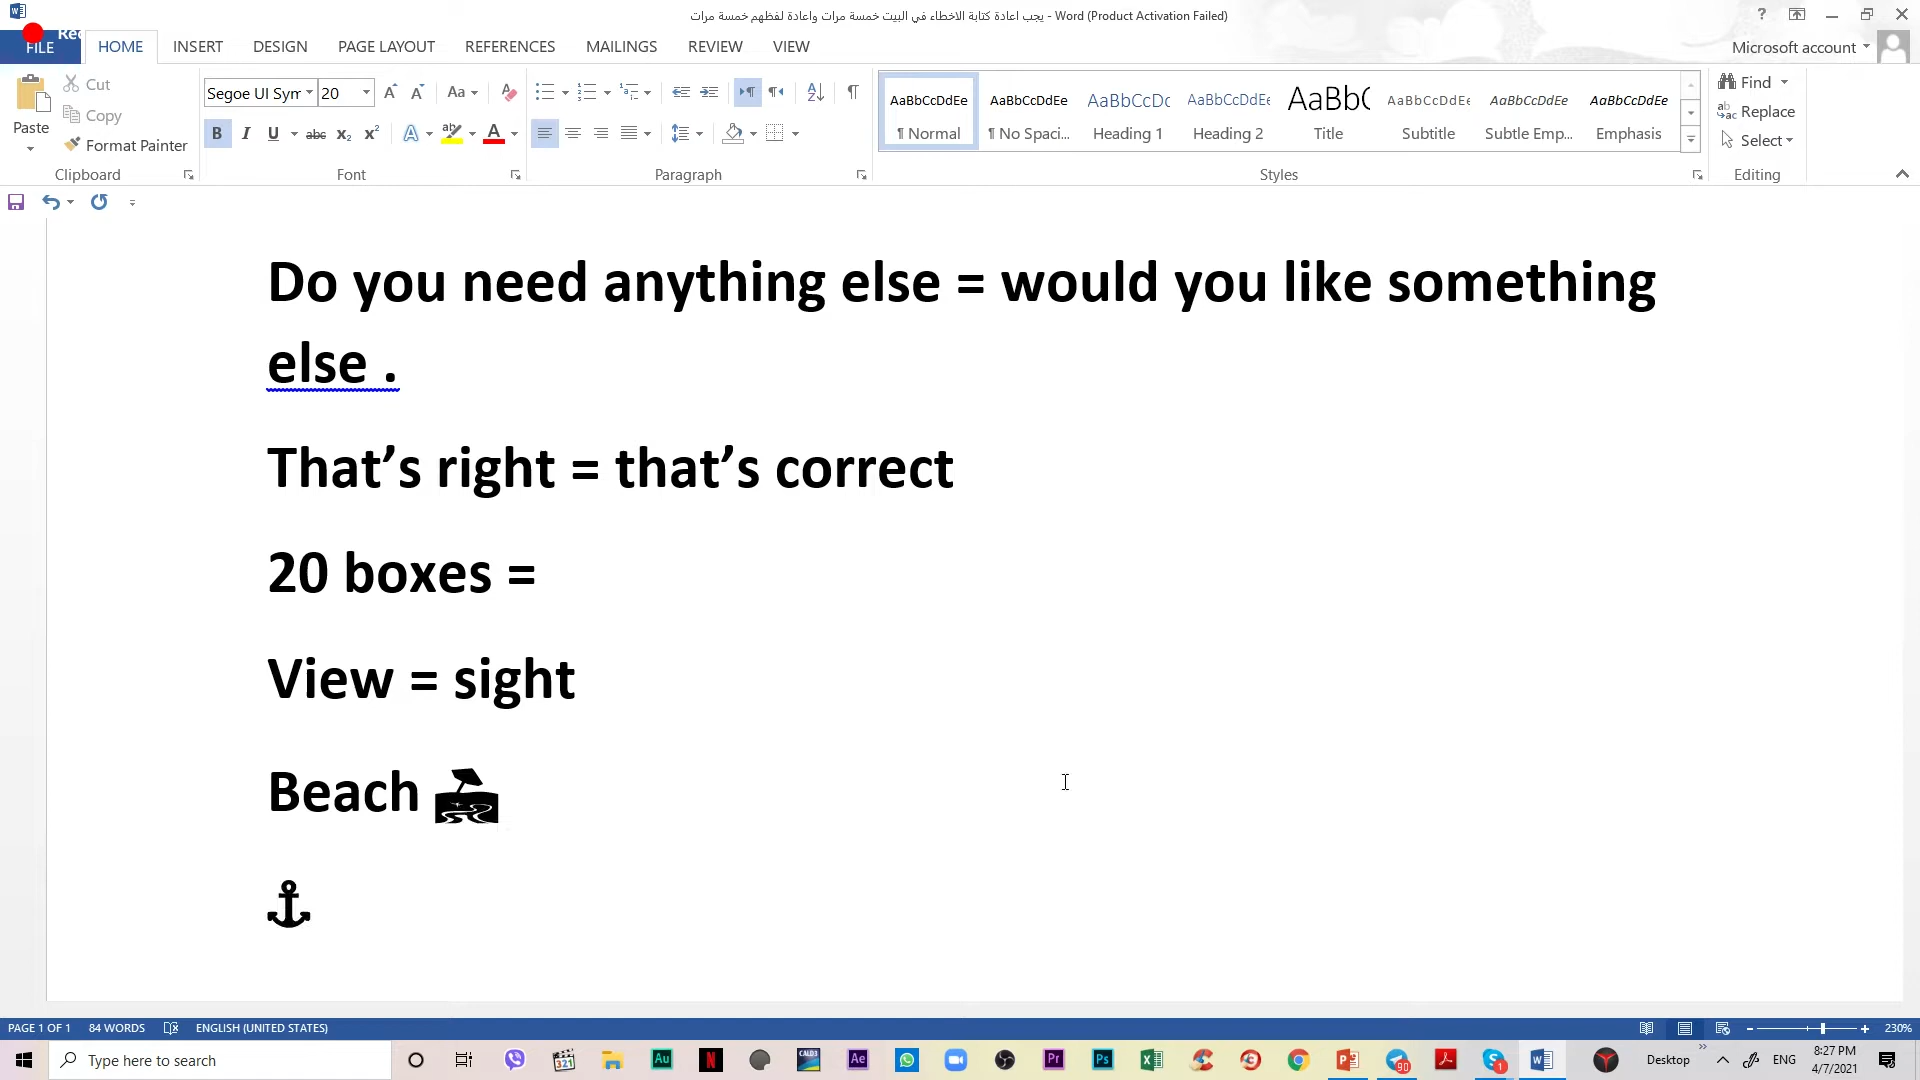 يجب اعادة كتابة الاخطاء في البيت خمسة مرات واعادة لفظهم خمسة مرات - Word (Product Activation Failed)
FILE HOME INSERT DESIGN PAGE LAYOUT REFERENCES MAILINGS REVIEW VIEW Microsoft account
Paste
Cut
Copy
Format Painter
Clipboard
Segoe UI Sym 20
Font
Paragraph
AaBbCcDdEe AaBbCcDdEe AaBbCcDc AaBbCcDdEe AaBbC AaBbCcDdEe AaBbCcDdEe AaBbCcDdEe
¶ Normal ¶ No Spaci... Heading 1 Heading 2 Title Subtitle Subtle Emp... Emphasis
Styles
Find
Replace
Select
Editing
Do you need anything else = would you like something
else .
That’s right = that’s correct
20 boxes =
View = sight
Beach
PAGE 1 OF 1 84 WORDS ENGLISH (UNITED STATES) 230%
Type here to search
Desktop ENG 8:27 PM
4/7/2021